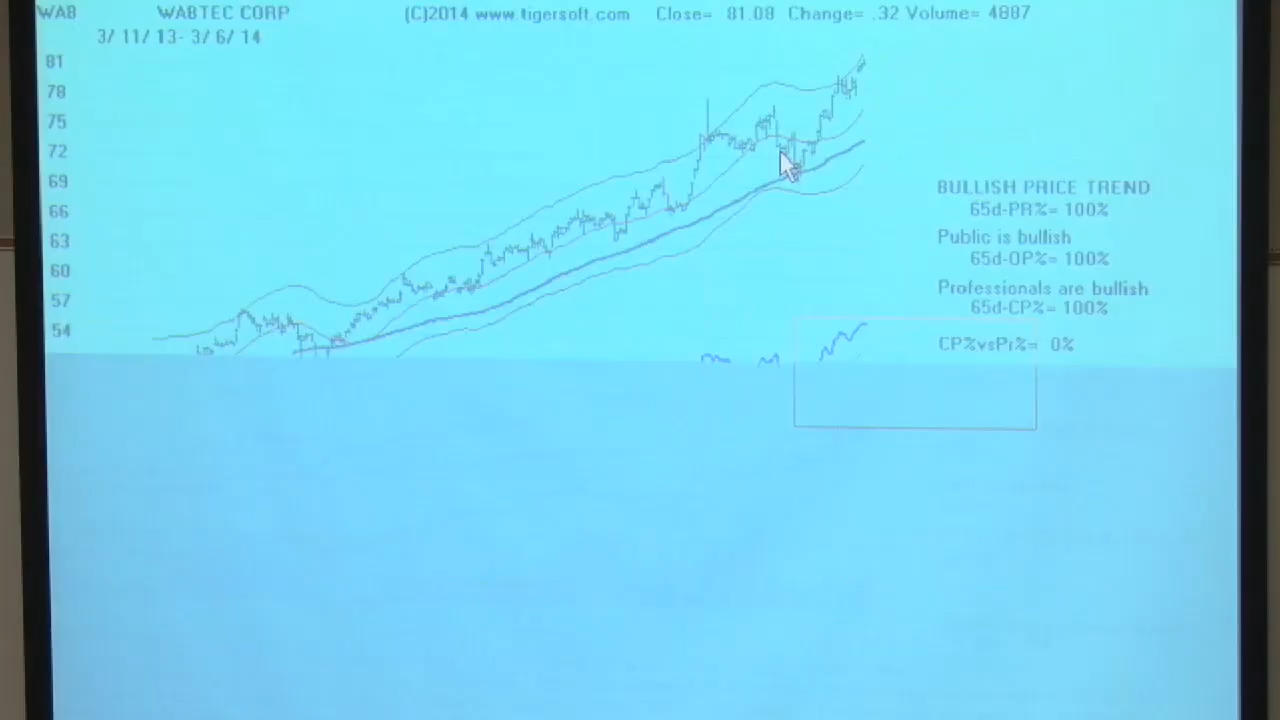 WAB WABTEC CORP (C)2014 www.tigersoft.com Close= 81.08 Change= .32 Volume= 4887
3/ 11/ 13- 3/ 6/ 14
81
78
75
72
69
66
63
60
57
54
BULLISH PRICE TREND
65d-PR%= 100%
Public is bullish
65d-OP%= 100%
Professionals are bullish
65d-CP%= 100%
CP%vsPr%= 0%